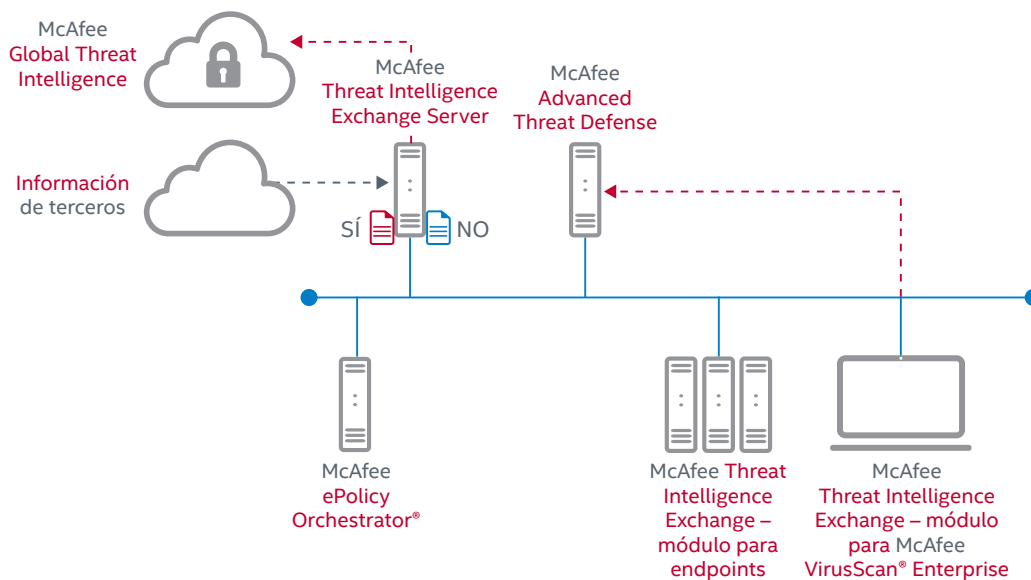 McAfee
Global Threat
Intelligence
McAfee
Threat Intelligence
Exchange Server
McAfee
Advanced
Threat Defense
Información
de terceros
SÍ
NO
McAfee
ePolicy
Orchestrator®
McAfee Threat
Intelligence
Exchange –
módulo para
endpoints
McAfee
Threat Intelligence
Exchange – módulo
para McAfee
VirusScan® Enterprise